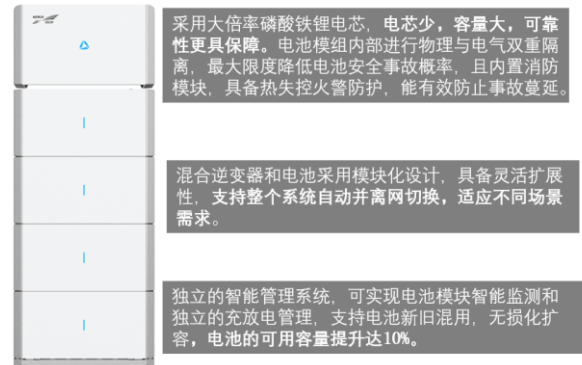 采用大倍率磷酸铁锂电芯，电芯少，容量大，可靠
性更具保障。电池模组内部进行物理与电气双重隔
离，最大限度降低电池安全事故概率，且内置消防
模块，具备热失控火警防护，能有效防止事故蔓延。
混合逆变器和电池采用模块化设计，具备灵活扩展
性，支持整个系统自动并离网切换，适应不同场景
需求。
独立的智能管理系统，可实现电池模块智能监测和
独立的充放电管理，支持电池新旧混用，无损化扩
容，电池的可用容量提升达10%。